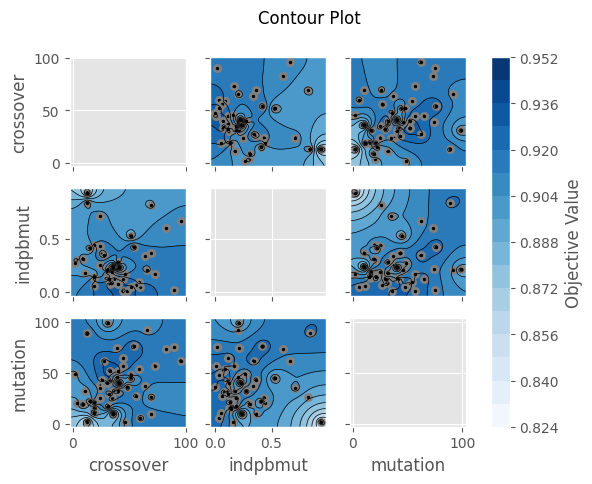 Contour Plot
crossover
100
50
0
indpbmut
0.5
0.0
mutation
100
50
0
0 100
crossover
0.0 0.5
indpbmut
0 100
mutation
0.952
0.936
0.920
0.904
0.888
0.872
0.856
0.840
0.824
Objective Value